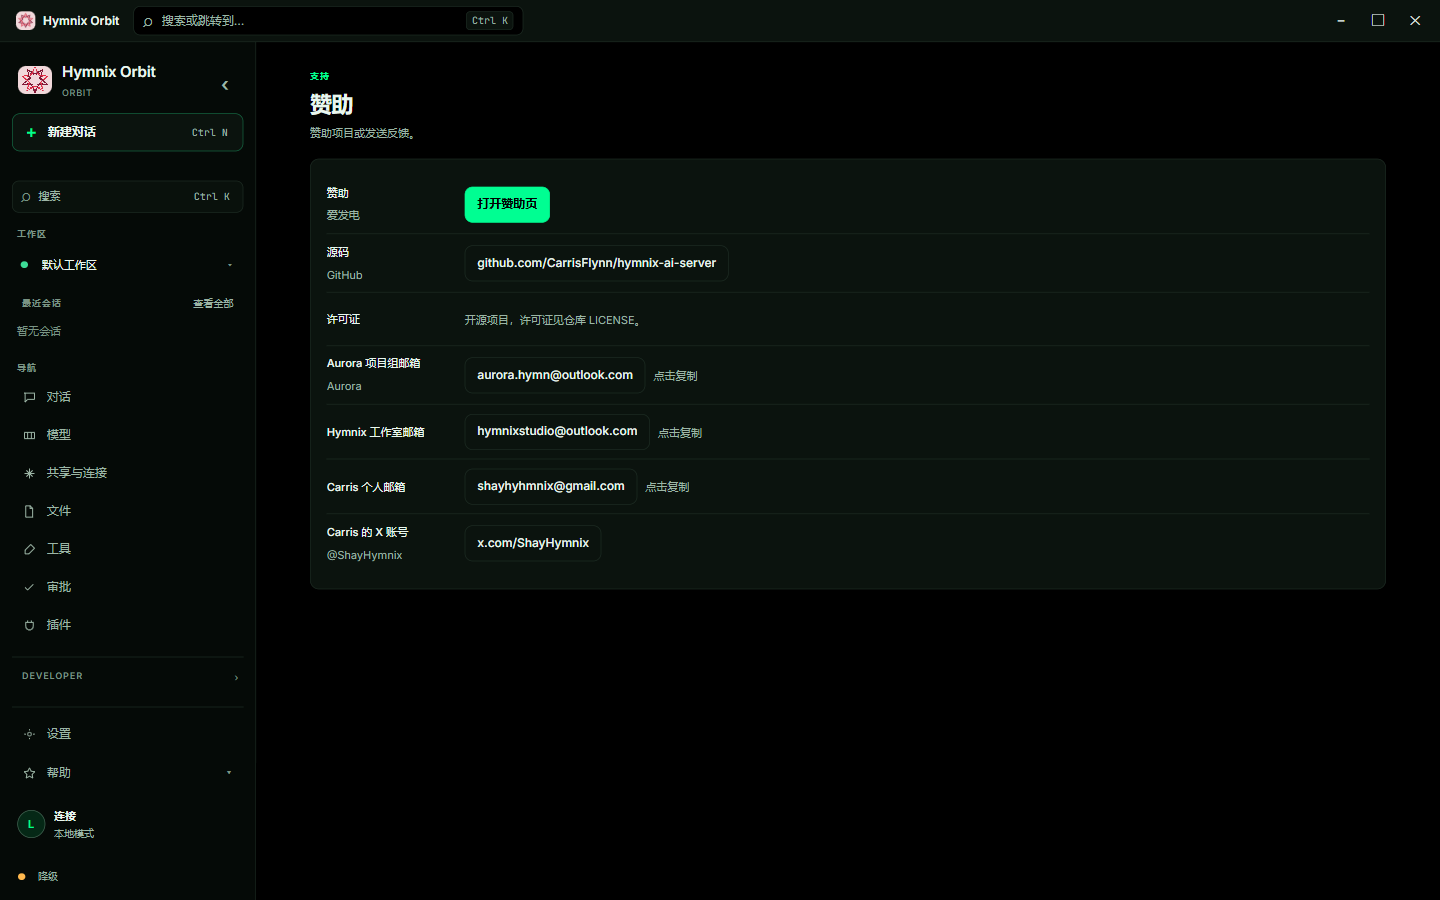 Hymnix Orbit
搜索或跳转到...
Ctrl K
Hymnix Orbit
ORBIT
新建对话
Ctrl N
搜索
Ctrl K
工作区
默认工作区
最近会话
查看全部
暂无会话
导航
对话
模型
共享与连接
文件
工具
审批
插件
DEVELOPER
设置
帮助
L
连接
本地模式
降级
支持
赞助
赞助项目或发送反馈。
赞助
爱发电
打开赞助页
源码
GitHub
github.com/CarrisFlynn/hymnix-ai-server
许可证
开源项目，许可证见仓库 LICENSE。
Aurora 项目组邮箱
Aurora
aurora.hymn@outlook.com
点击复制
Hymnix 工作室邮箱
hymnixstudio@outlook.com
点击复制
Carris 个人邮箱
shayhyhmnix@gmail.com
点击复制
Carris 的 X 账号
@ShayHymnix
x.com/ShayHymnix